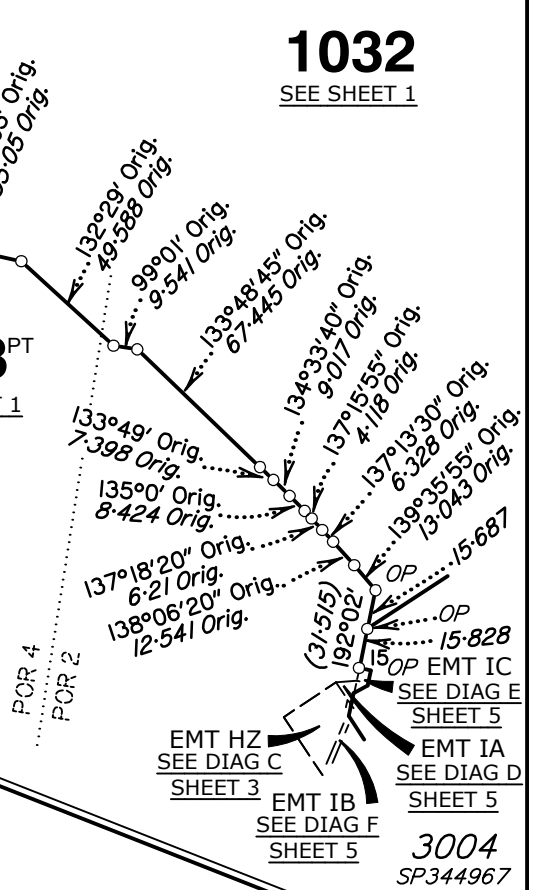 1032
SEE SHEET 1
05 Orig.
132°29' Orig.
49·588 Orig.
99°01' Orig.
9·541 Orig.
133°48'45" Orig.
67·445 Orig.
134°33'40" Orig.
9·017 Orig.
137°15'55" Orig.
4·118 Orig.
137°13'30" Orig.
6·328 Orig.
139°35'55" Orig.
13·043 Orig.
PT
1
133°49' Orig.
7·398 Orig.
135°0' Orig.
8·424 Orig.
137°18'20" Orig.
6·21 Orig.
138°06'20" Orig.
12·541 Orig.
OP
15·687
OP
15·828
(31·515)
192°02'
15
OP
EMT IC
SEE DIAG E
SHEET 5
POR 4
POR 2
EMT HZ
SEE DIAG C
SHEET 3
EMT IA
SEE DIAG D
SHEET 5
EMT IB
SEE DIAG F
SHEET 5
3004
SP344967